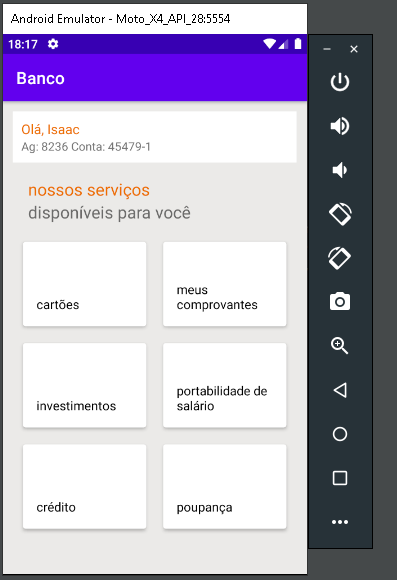 Android Emulator - Moto_X4_API_28:5554
18:17
Banco
Olá, Isaac
Ag: 8236 Conta: 45479-1
nossos serviços
disponíveis para você
cartões
meus
comprovantes
investimentos
portabilidade de
salário
crédito
poupança